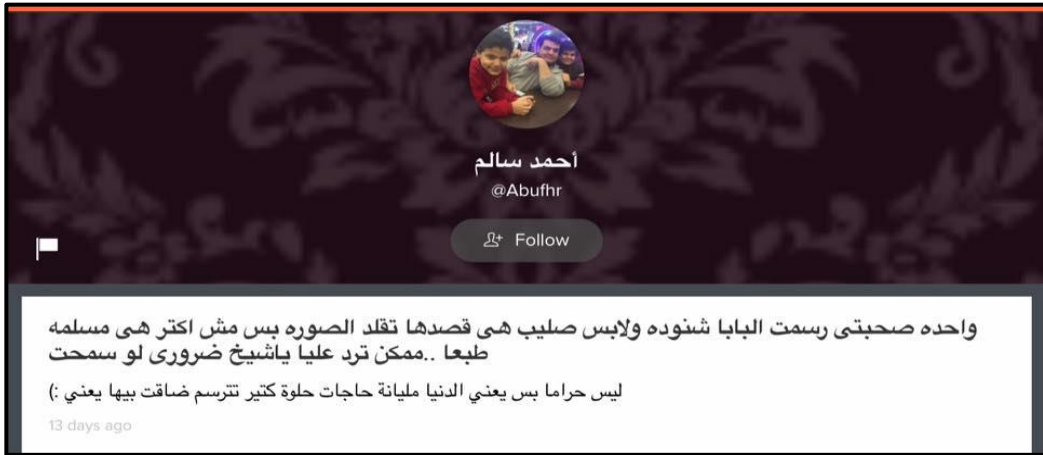 أحمد سالم
@Abufhr
Follow
واحده صحبتى رسمت البابا شنوده ولابس صليب هى قصدها تقلد الصوره بس مش اكتر هى مسلمه
طبعا ..ممكن ترد عليا ياشيخ ضرورى لو سمحت
ليس حراما بس يعني الدنيا مليانة حاجات حلوة كتير تترسم ضاقت بيها يعني :)
13 days ago